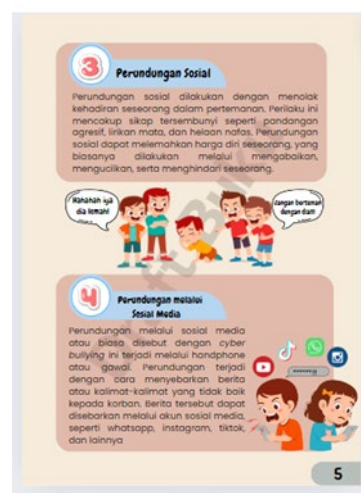 3
Perundungan Sosial
Perundungan sosial dilakukan dengan menolak
kehadiran seseorang dalam pertemanan. Perilaku ini
mencakup sikap tersembunyi seperti pandangan
agresif, lirikan mata, dan helaan nafas. Perundungan
sosial dapat melemahkan harga diri seseorang, yang
biasanya dilakukan melalui mengabaikan,
mengucilkan, serta menghindari seseorang.
Hahahah iya
dia lemah!
jangan berteman
dengan dia!!
4
Perundungan melalui
Sosial Media
Perundungan melalui sosial media
atau biasa disebut dengan cyber
bullying ini terjadi melalui handphone
atau gawai. Perundungan terjadi
dengan cara menyebarkan berita
atau kalimat-kalimat yang tidak baik
kepada korban. Berita tersebut dapat
disebarkan melalui akun sosial media,
seperti whatsapp, instagram, tiktok,
dan lainnya
5